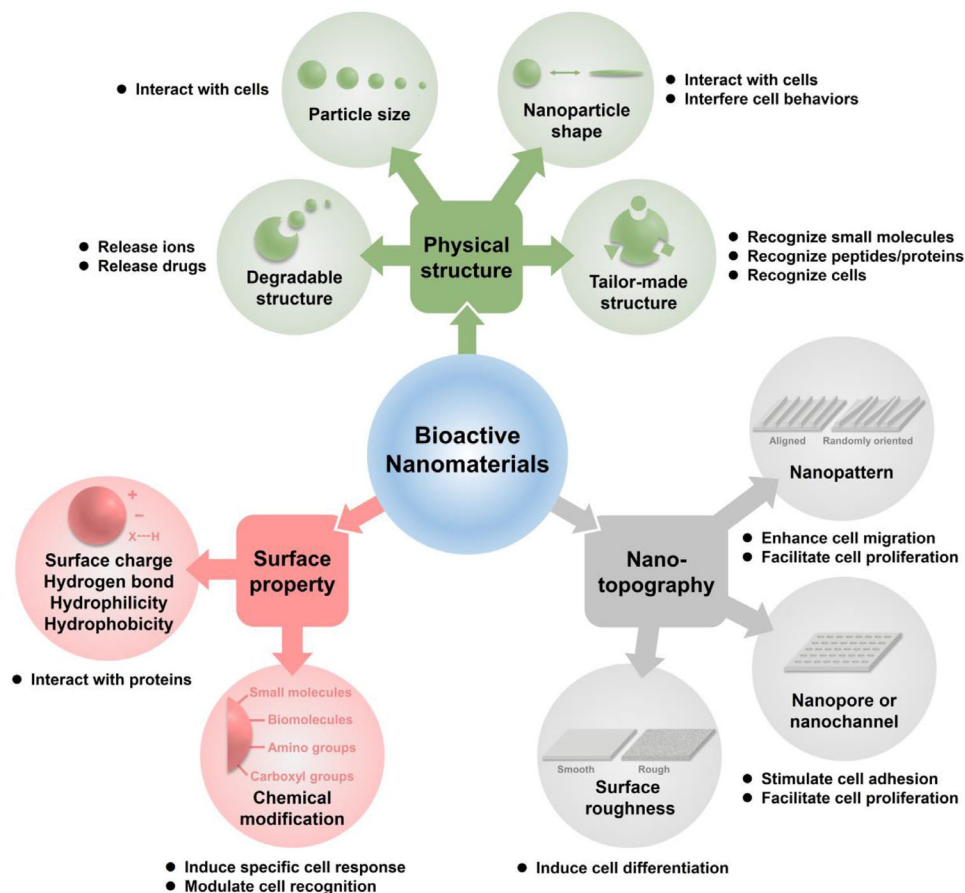 ● Interact with cells
Particle size
Nanoparticle
shape
● Interact with cells
● Interfere cell behaviors
● Release ions
● Release drugs
Degradable
structure
Physical
structure
Tailor-made
structure
● Recognize small molecules
● Recognize peptides/proteins
● Recognize cells
Bioactive
Nanomaterials
Aligned
Randomly oriented
Nanopattern
● Enhance cell migration
● Facilitate cell proliferation
+
−
X---H
Surface charge
Hydrogen bond
Hydrophilicity
Hydrophobicity
● Interact with proteins
Surface
property
Nano-
topography
Small molecules
Biomolecules
Amino groups
Carboxyl groups
Chemical
modification
● Induce specific cell response
● Modulate cell recognition
Smooth
Rough
Surface
roughness
● Induce cell differentiation
Nanopore or
nanochannel
● Stimulate cell adhesion
● Facilitate cell proliferation